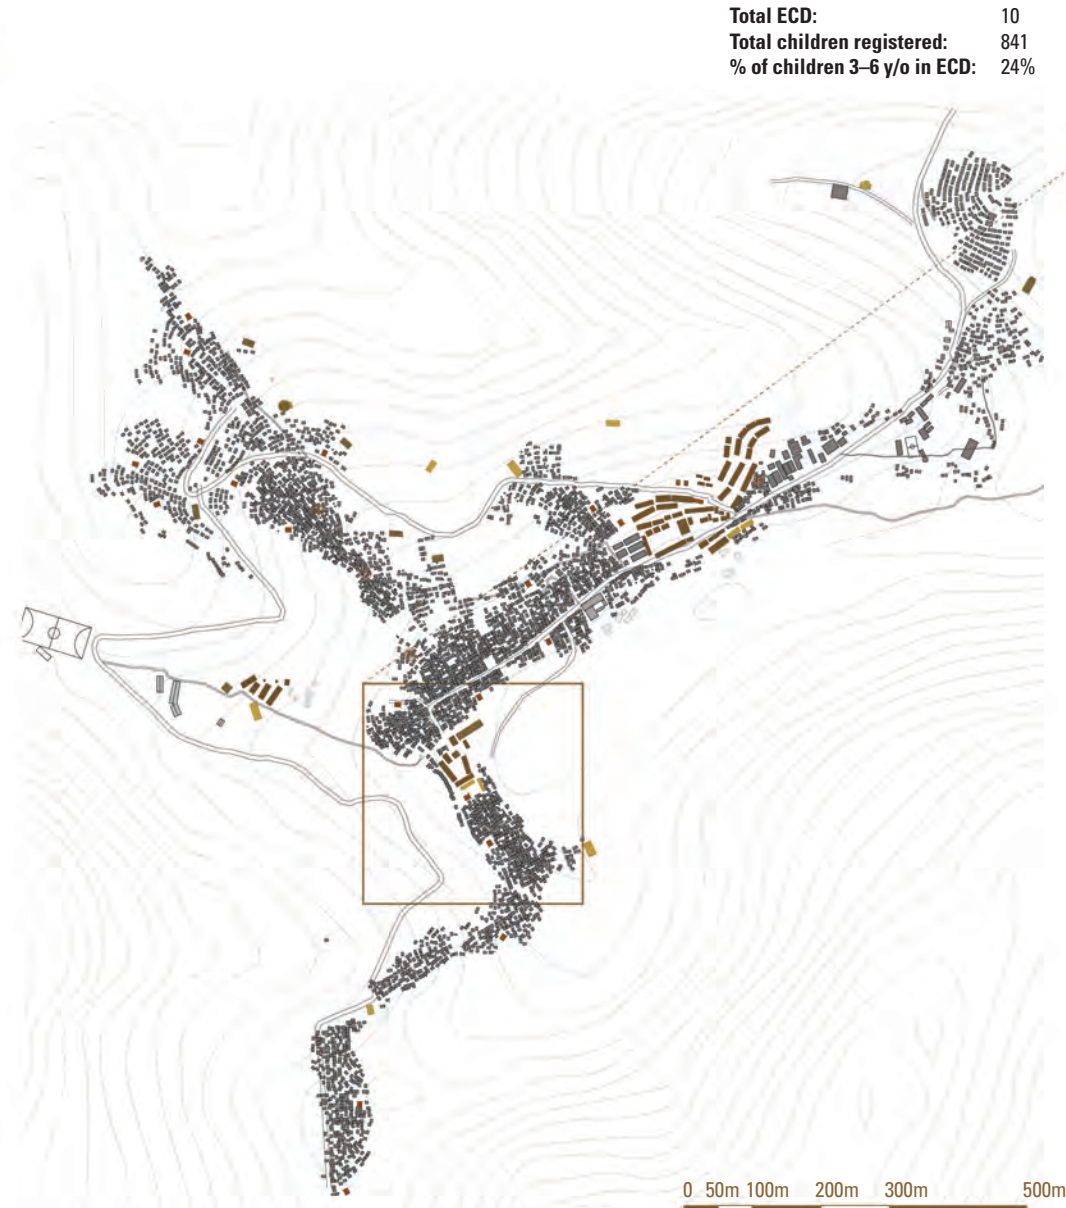 Total ECD: 10
Total children registered: 841
% of children 3–6 y/o in ECD: 24%
0 50m 100m 200m 300m 500m